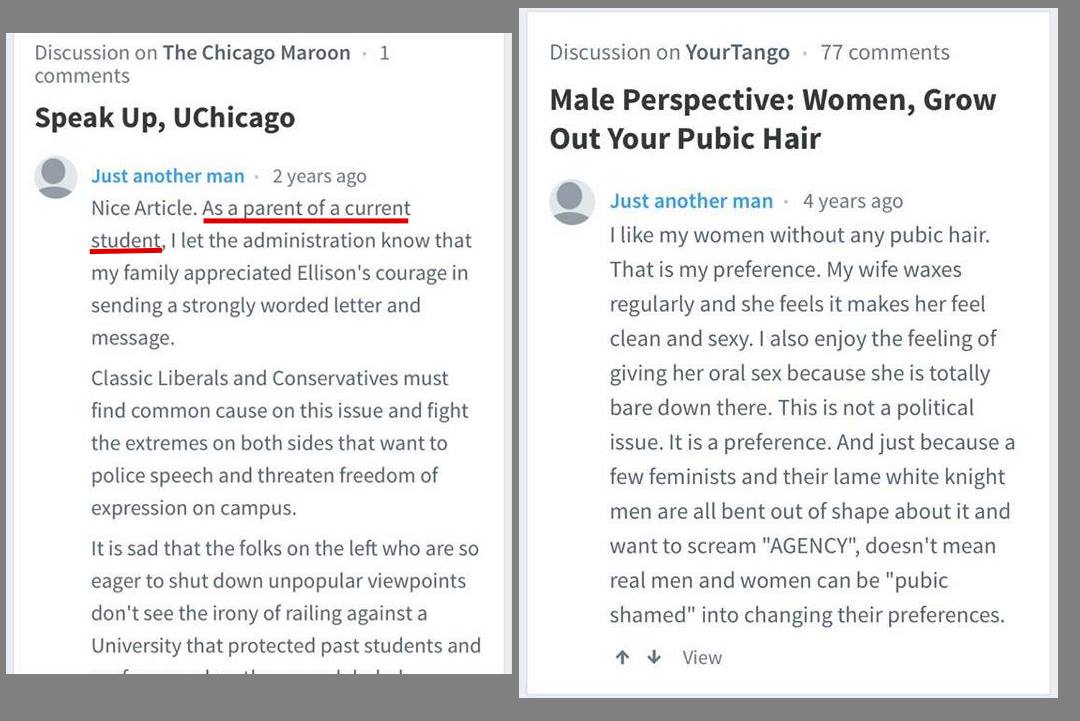 Discussion on The Chicago Maroon • 1
comments
Speak Up, UChicago
Just another man • 2 years ago
Nice Article. As a parent of a current
student, I let the administration know that
my family appreciated Ellison's courage in
sending a strongly worded letter and
message.
Classic Liberals and Conservatives must
find common cause on this issue and fight
the extremes on both sides that want to
police speech and threaten freedom of
expression on campus.
It is sad that the folks on the left who are so
eager to shut down unpopular viewpoints
don't see the irony of railing against a
University that protected past students and
Discussion on YourTango • 77 comments
Male Perspective: Women, Grow
Out Your Pubic Hair
Just another man • 4 years ago
I like my women without any pubic hair.
That is my preference. My wife waxes
regularly and she feels it makes her feel
clean and sexy. I also enjoy the feeling of
giving her oral sex because she is totally
bare down there. This is not a political
issue. It is a preference. And just because a
few feminists and their lame white knight
men are all bent out of shape about it and
want to scream "AGENCY", doesn't mean
real men and women can be "pubic
shamed" into changing their preferences.
View